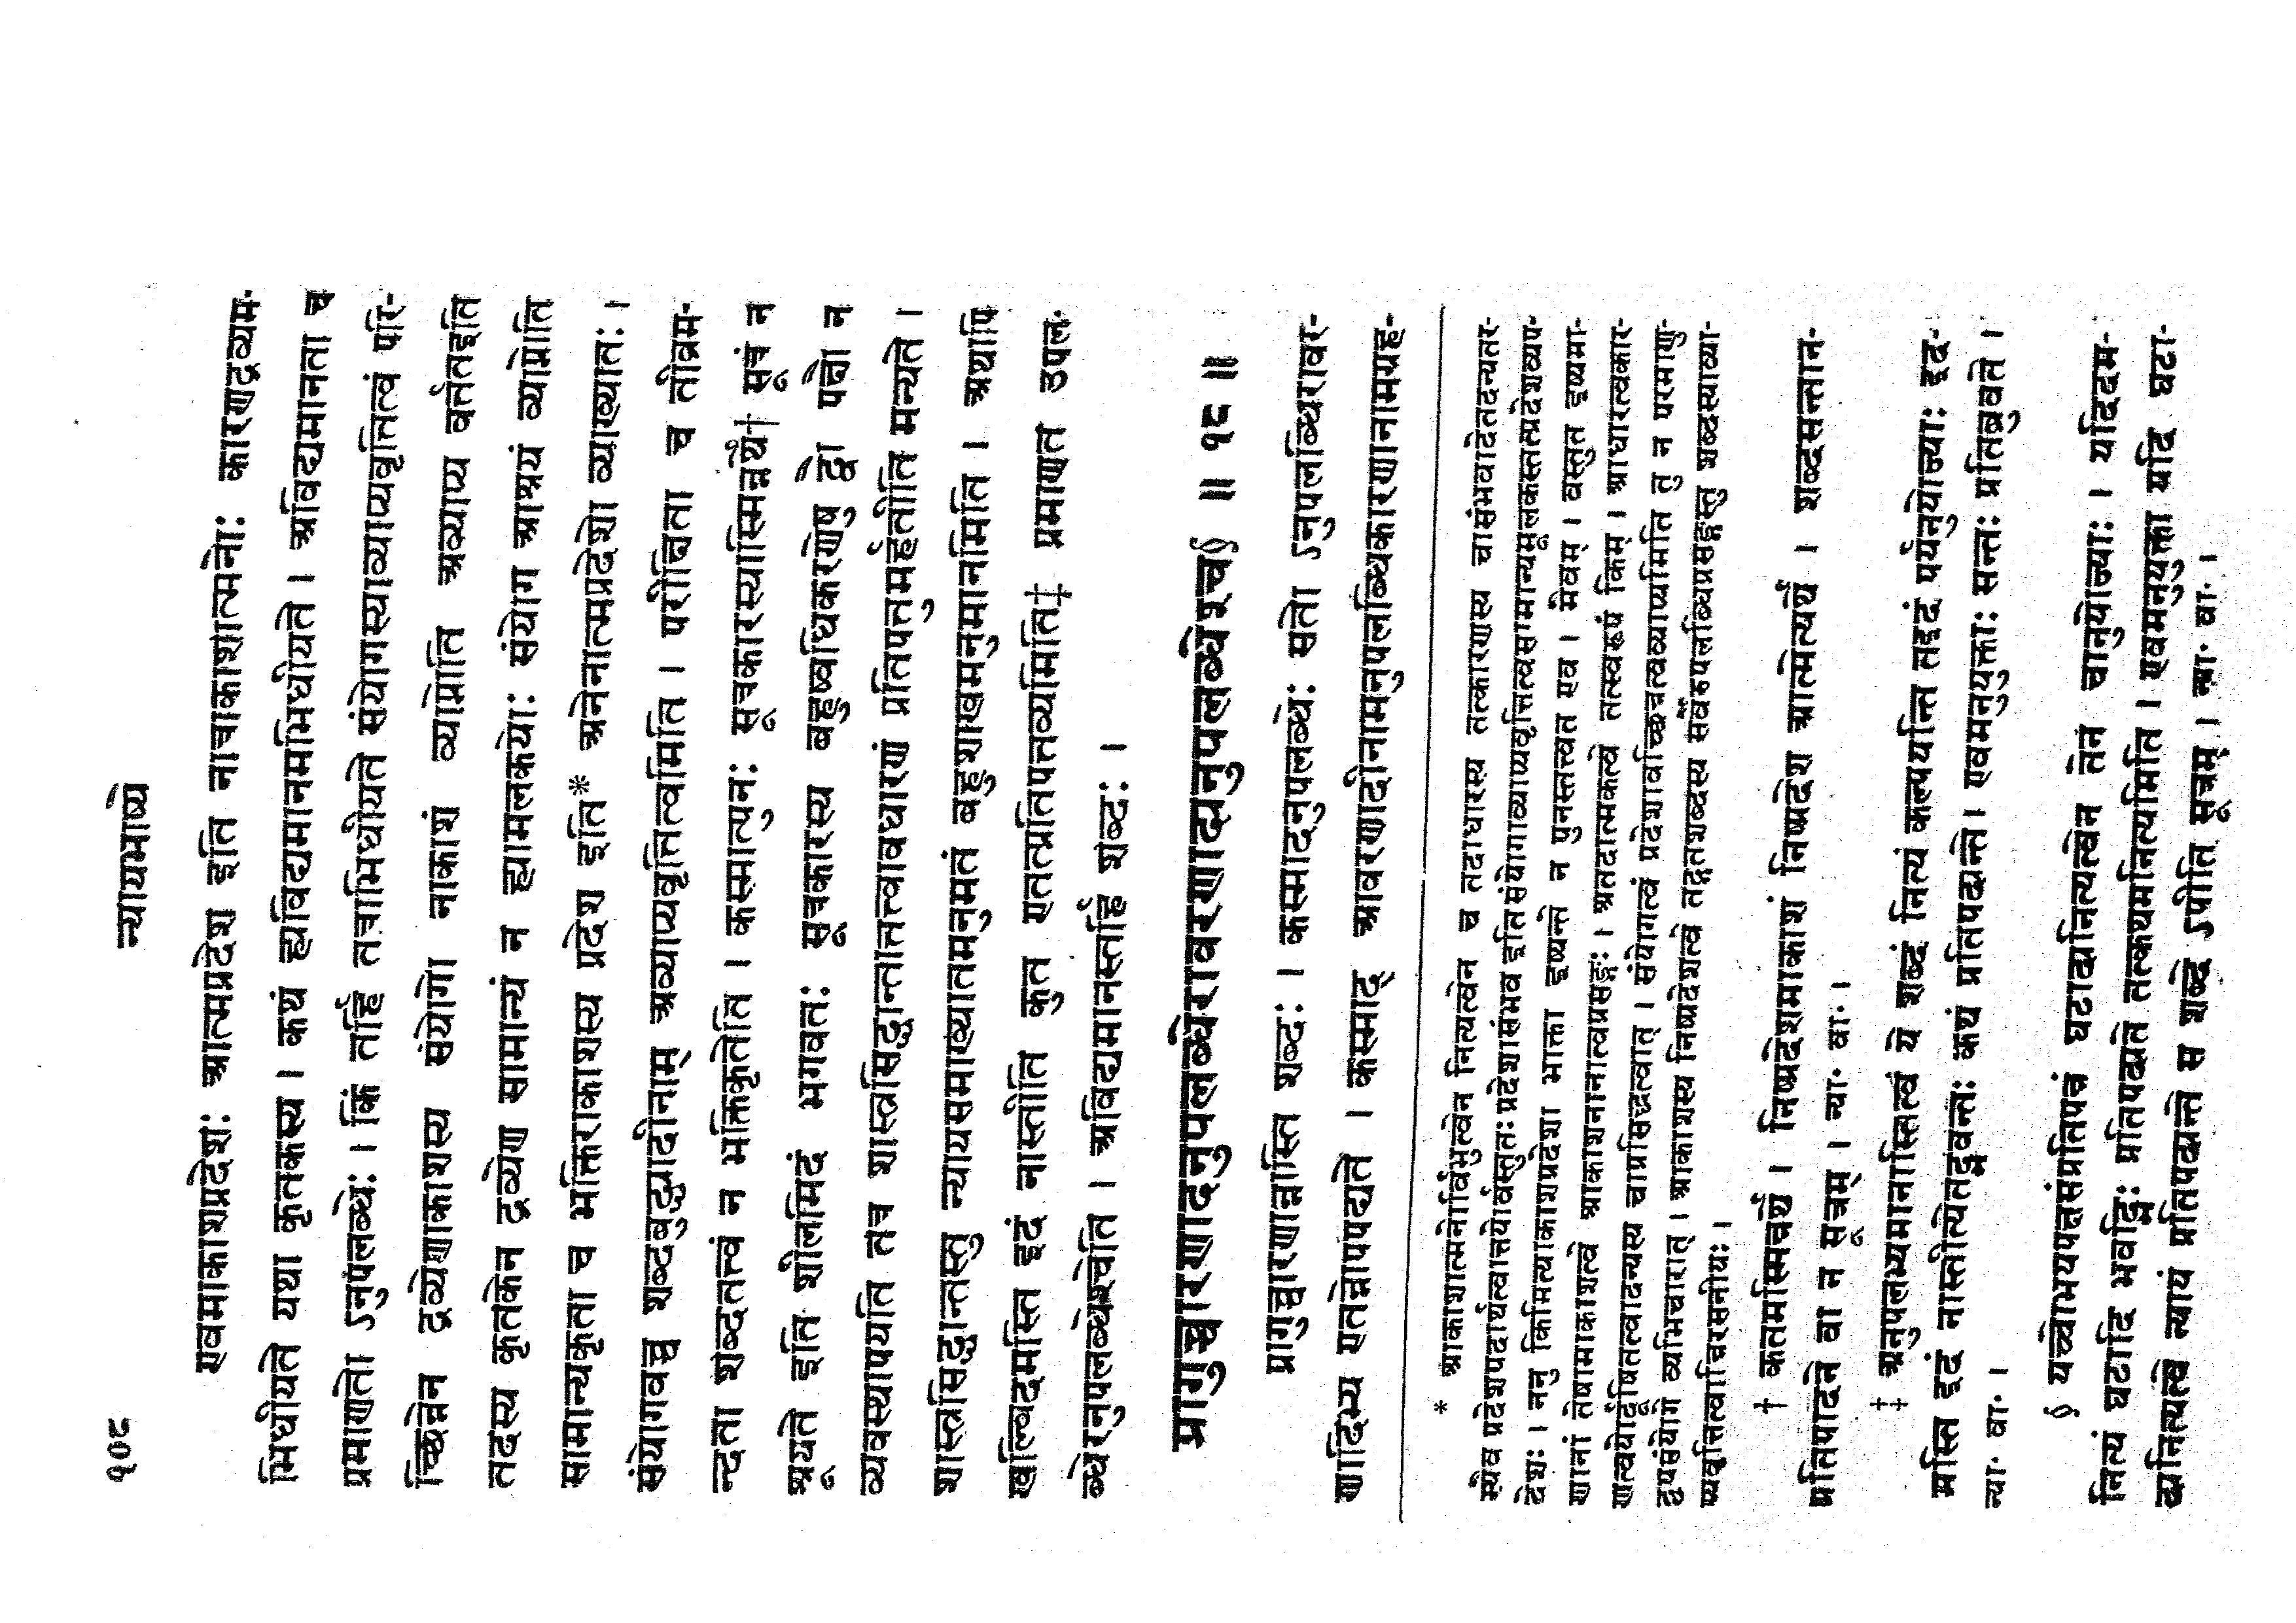 १०८
न्यायभाष्ये
एवमाकाशप्रदेशः आत्मप्रदेश इति नात्राकाशात्मनोः कारणद्रव्यम-
भिधीयते यथा कृतकस्य । कथं ह्यविद्यमानमभिधीयते । अविद्यमानता च
प्रमाणतो ऽनुपलब्धेः । किं तर्हि तत्राभिधीयते संयोगस्याव्याप्यवृत्तित्वं परि-
च्छिन्नेन द्रव्येणाकाशस्य संयोगो नाकाशं व्याप्नोति अव्याप्य वर्त्ततइति
तदस्य कृतकेन द्रव्येण सामान्यं न ह्यामलकयोः संयोग आश्रयं व्याप्नोति
सामान्यकृता च भक्तिराकाशस्य प्रदेश इति* अनेनात्मप्रदेशो व्याख्यातः ।
संयोगवच्च शब्दबुद्ध्यादीनाम् अव्याप्यवृत्तित्वमिति । परीक्षिता च तीव्रम-
न्दता शब्दतत्त्वं न भक्तिकृतेति । कस्मात्पुनः सूत्रकारस्यास्मिन्नर्थे† सूत्रं न
श्रूयते इति शीलमिदं भगवतः सूत्रकारस्य बहुष्वधिकरणेषु द्वौ पक्षौ न
व्यवस्थापयति तत्र शास्त्रसिद्धान्तात्तत्त्वावधारणं प्रतिपत्तुमर्हतीति मन्यते ।
शास्त्रसिद्धान्तस्तु न्यायसमाख्यातमनुमतं बहुशाखमनुमानमिति । अथापि
खल्विदमस्ति इदं नास्तीति कुत एतत्प्रतिपत्तव्यमिति‡ प्रमाणत उपल-
ब्धेरनुपलब्धेश्चेति । अविद्यमानस्तर्हि शब्दः ।
प्रागुच्चारणादनुपलब्धेरावरणाद्यनुपलब्धेश्च§ ॥ १८ ॥
प्रागुच्चारणान्नास्ति शब्दः । कस्मादनुपलब्धेः सतो ऽनुपलब्धिरावर-
णादिभ्य एतन्नोपपद्यते । कस्माद् आवरणादीनामनुपलब्धिकारणानामग्रह-
* आकाशात्मनोर्विभुत्वेन नित्यत्वेन च तदाधारस्य तत्कारणस्य चासंभवादेतदन्यतर-
स्यैव प्रदेशपदार्थत्वात्तयोर्वस्तुतः प्रदेशासंभव इति संयोगाव्याप्यवृत्तित्वसामान्यमूलकस्तत्प्रदेशव्यप-
देशः । ननु किमित्याकाशप्रदेशा भाक्ता इष्यन्ते न पुनस्तत्त्वत एव । मैवम् । वस्तुत इष्यमा-
णानां तेषामाकाशत्वे आकाशनानात्वप्रसङ्गः । अतदात्मकत्वे तत्स्वरूपं किम् । आधारत्वकार-
णत्वयोर्दूषितत्वादन्यस्य चाप्रसिद्धत्वात् । संयोगत्वं प्रदेशावच्छिन्नत्वव्याप्यमिति तु न परमाणु-
द्वयसंयोगे व्यभिचारात् । आकाशस्य निष्प्रदेशत्वे तद्गतशब्दस्य सर्वैरुपलब्धिप्रसङ्गस्तु शब्दस्याव्या-
प्यवृत्तित्वान्निरसनीयः ।
† कतमस्मिन्नर्थे । निष्प्रदेशमाकाशं निष्प्रदेश आत्मेत्यर्थे । शब्दसन्तान-
प्रतिपादने वा न सूत्रम् । न्या॰ वा॰ ।
‡ अनुपलभ्यमानास्तित्वं ये शब्दं नित्यं कल्पयन्ति तइदं पर्यनुयोज्याः इद-
मस्ति इदं नास्तीत्येतद्भवन्तः कथं प्रतिपद्यन्ते । एवमनुयुक्ताः सन्तः प्रतिब्रुवते ।
न्या॰ वा॰ ।
§ यच्चोभयपक्षसंप्रतिपन्नं घटाद्यनित्यत्वेन तेन चानुयोज्याः । यदिदम-
नित्यं घटादि भवद्भिः प्रतिपद्यते तत्कथमनित्यमिति । एवमनुयुक्ता यदि घटा-
द्यनित्यत्वे न्यायं प्रतिपद्यन्ते स शब्दे ऽपीति सूत्रम् । न्या॰ वा॰ ।